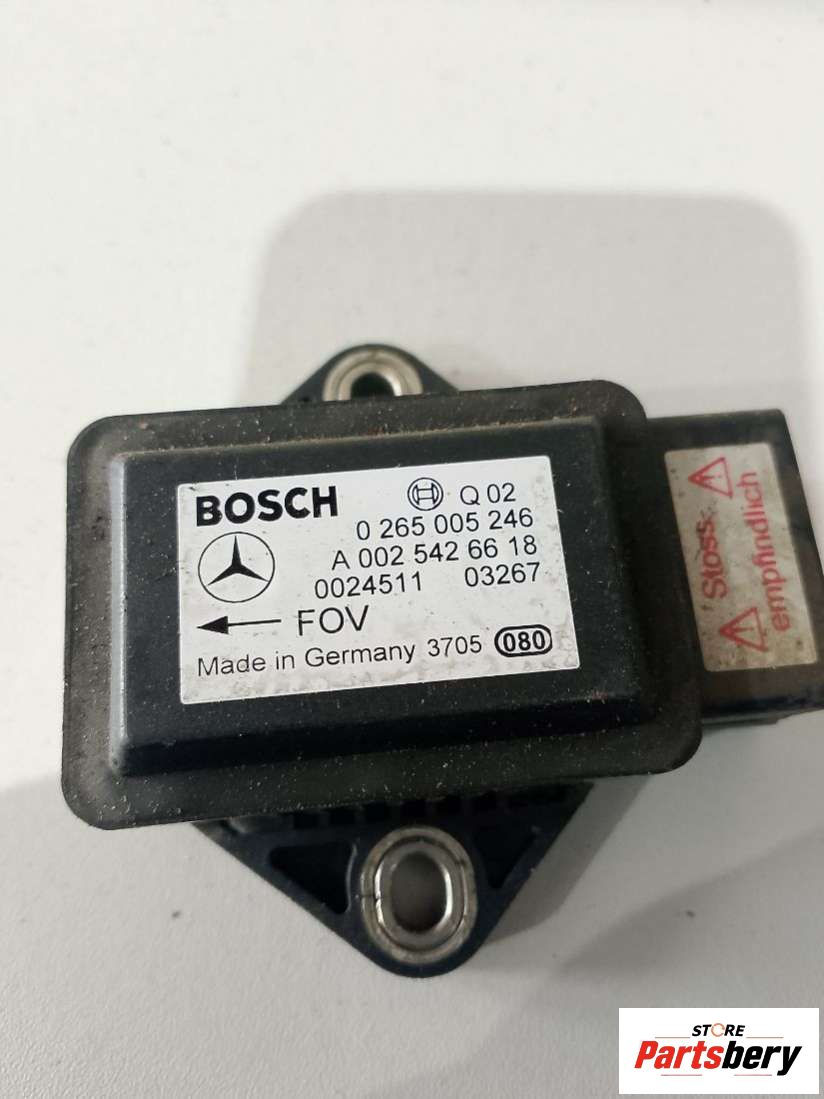 BOSCH Q 02
0 265 005 246
A 002 542 66 18
0024511 03267
FOV
Made in Germany 3705 080
Stoss.
empfindlich
STORE
Partsbery